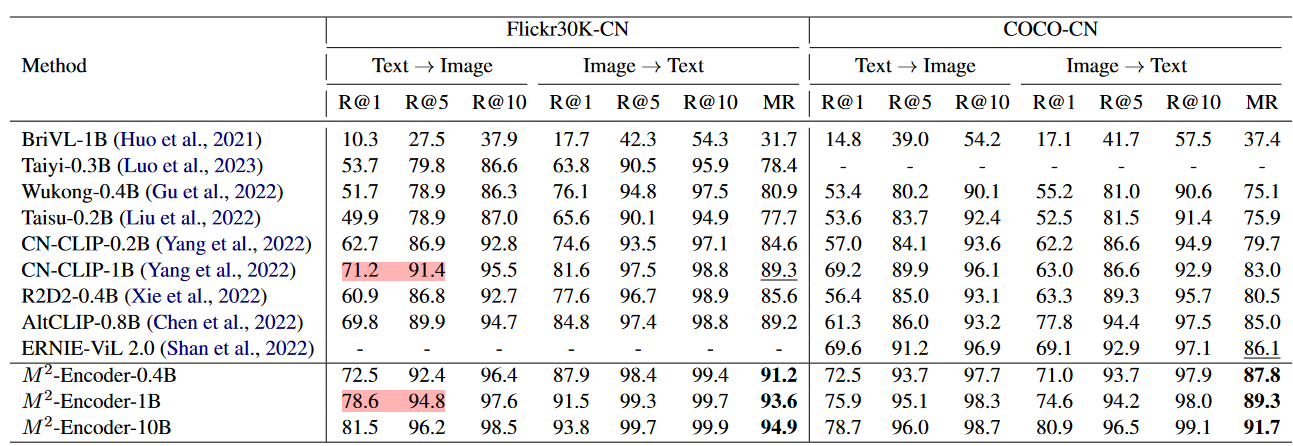 Flickr30K-CN COCO-CN
Method Text → Image Image → Text Text → Image Image → Text
R@1 R@5 R@10 R@1 R@5 R@10 MR R@1 R@5 R@10 R@1 R@5 R@10 MR
BriVL-1B (Huo et al., 2021) 10.3 27.5 37.9 17.7 42.3 54.3 31.7 14.8 39.0 54.2 17.1 41.7 57.5 37.4
Taiyi-0.3B (Luo et al., 2023) 53.7 79.8 86.6 63.8 90.5 95.9 78.4 - - - - - - -
Wukong-0.4B (Gu et al., 2022) 51.7 78.9 86.3 76.1 94.8 97.5 80.9 53.4 80.2 90.1 55.2 81.0 90.6 75.1
Taisu-0.2B (Liu et al., 2022) 49.9 78.9 87.0 65.6 90.1 94.9 77.7 53.6 83.7 92.4 52.5 81.5 91.4 75.9
CN-CLIP-0.2B (Yang et al., 2022) 62.7 86.9 92.8 74.6 93.5 97.1 84.6 57.0 84.1 93.6 62.2 86.6 94.9 79.7
CN-CLIP-1B (Yang et al., 2022) 71.2 91.4 95.5 81.6 97.5 98.8 89.3 69.2 89.9 96.1 63.0 86.6 92.9 83.0
R2D2-0.4B (Xie et al., 2022) 60.9 86.8 92.7 77.6 96.7 98.9 85.6 56.4 85.0 93.1 63.3 89.3 95.7 80.5
AltCLIP-0.8B (Chen et al., 2022) 69.8 89.9 94.7 84.8 97.4 98.8 89.2 61.3 86.0 93.2 77.8 94.4 97.5 85.0
ERNIE-ViL 2.0 (Shan et al., 2022) - - - - - - - 69.6 91.2 96.9 69.1 92.9 97.1 86.1
M²-Encoder-0.4B 72.5 92.4 96.4 87.9 98.4 99.4 91.2 72.5 93.7 97.7 71.0 93.7 97.9 87.8
M²-Encoder-1B 78.6 94.8 97.6 91.5 99.3 99.7 93.6 75.9 95.1 98.3 74.6 94.2 98.0 89.3
M²-Encoder-10B 81.5 96.2 98.5 93.8 99.7 99.9 94.9 78.7 96.0 98.7 80.9 96.5 99.1 91.7